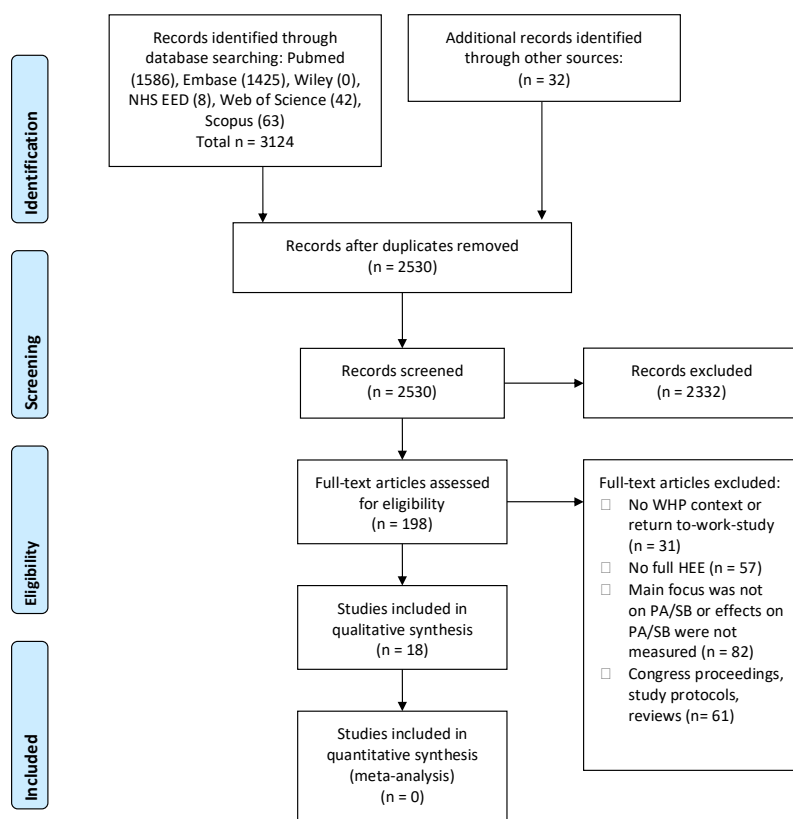 Identification
Records identified through
database searching: Pubmed
(1586), Embase (1425), Wiley (0),
NHS EED (8), Web of Science (42),
Scopus (63)
Total n = 3124
Additional records identified
through other sources:
(n = 32)
Records after duplicates removed
(n = 2530)
Screening
Records screened
(n = 2530)
Records excluded
(n = 2332)
Eligibility
Full-text articles assessed
for eligibility
(n = 198)
Full-text articles excluded:
No WHP context or
return to-work-study
(n = 31)
No full HEE (n = 57)
Main focus was not
on PA/SB or effects on
PA/SB were not
measured (n = 82)
Congress proceedings,
study protocols,
reviews (n= 61)
Studies included in
qualitative synthesis
(n = 18)
Included
Studies included in
quantitative synthesis
(meta-analysis)
(n = 0)